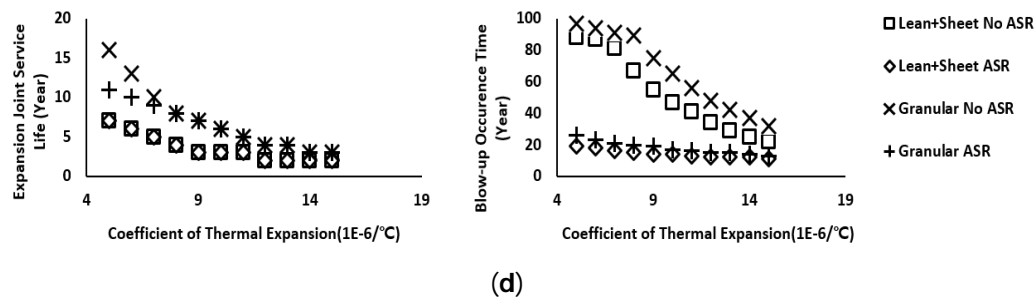 Expansion Joint Service
Life (Year)
20
15
10
5
0
4
9
14
19
Coefficient of Thermal Expansion(1E-6/℃)
Blow-up Occurence Time
(Year)
100
80
60
40
20
0
4
9
14
19
Coefficient of Thermal Expansion(1E-6/℃)
Lean+Sheet No ASR
Lean+Sheet ASR
Granular No ASR
Granular ASR
(d)